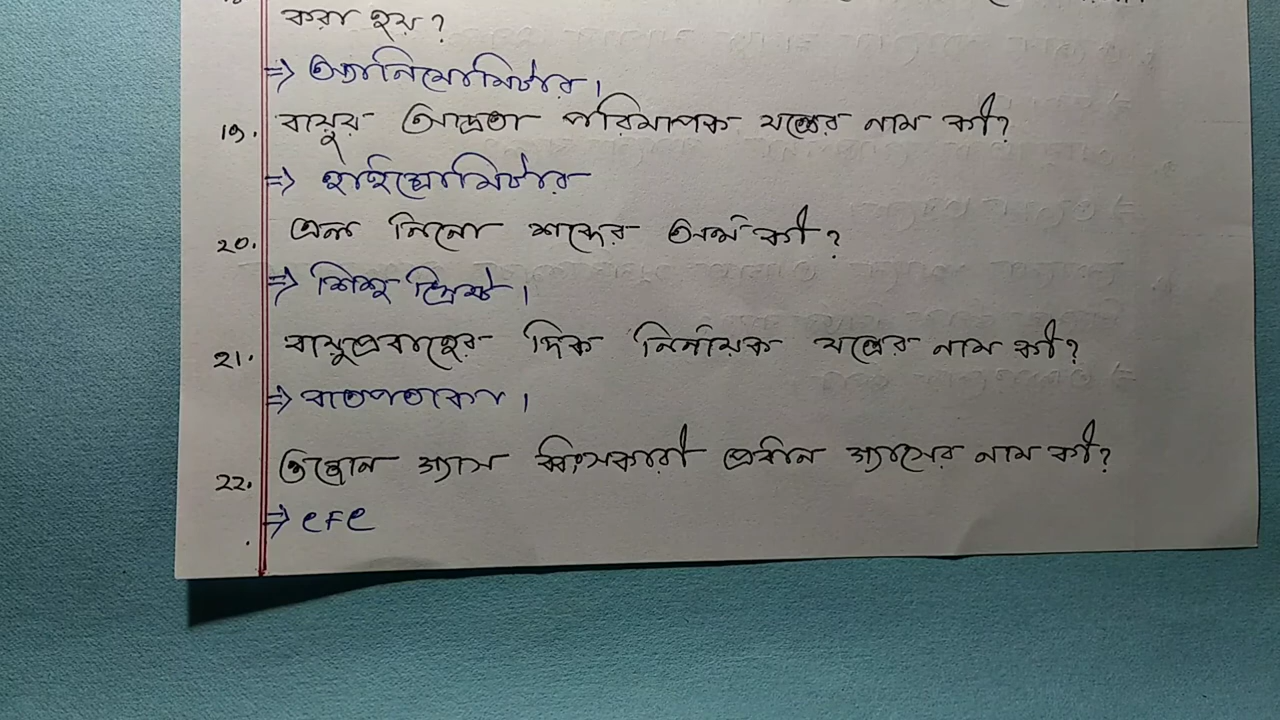 করা হয়?
⇒ অ্যানিমোমিটার।
19. বায়ুর আদ্রতা পরিমাপক যন্ত্রের নাম কী?
⇒ হাইগ্রোমিটার
20. এল নিনো শব্দের অর্থ কী?
⇒ শিশু খ্রিস্ট।
21. বায়ুপ্রবাহের দিক নির্ণায়ক যন্ত্রের নাম কী?
⇒ বাতপতাকা।
22. ওজোন গ্যাস ধ্বংসকারী প্রধান গ্যাসের নাম কী?
⇒ CFC